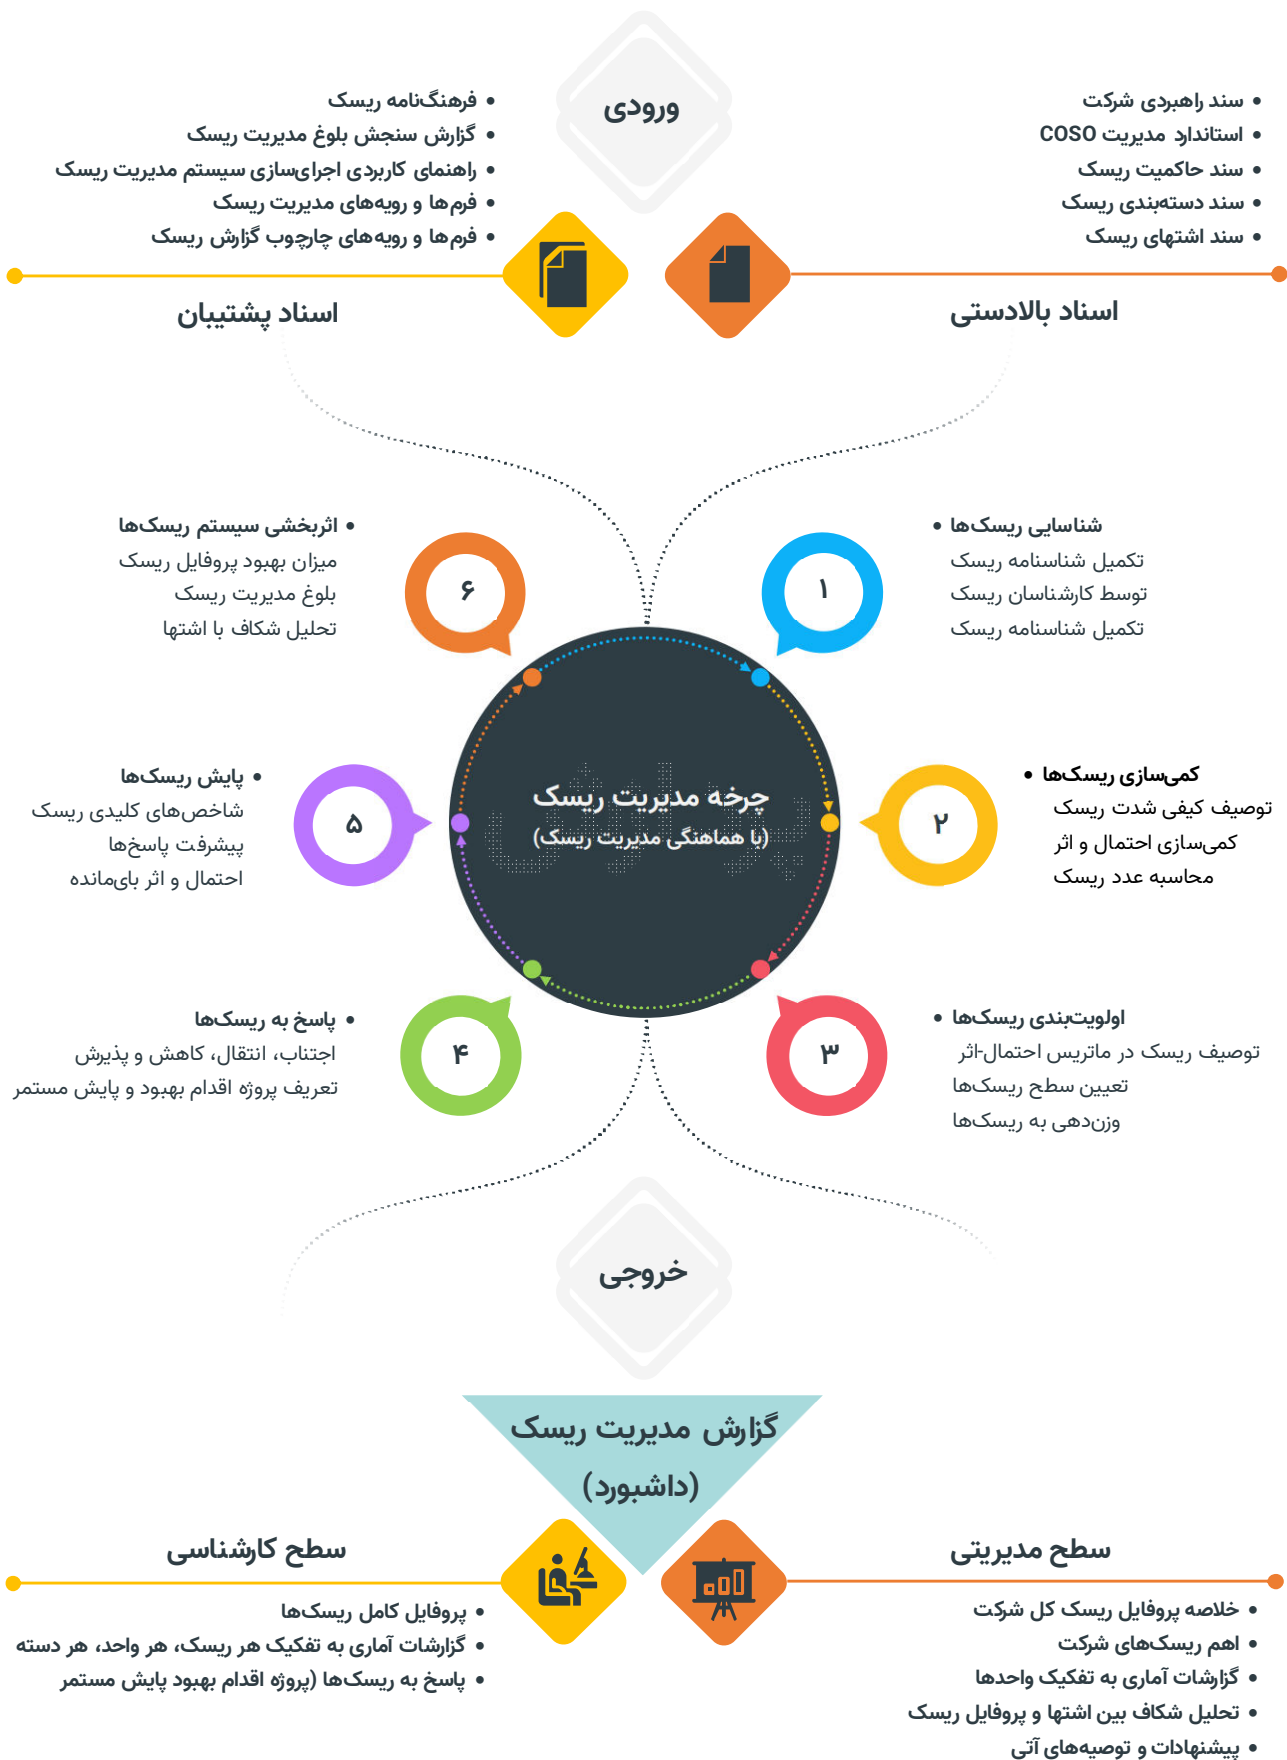 ورودی
• سند راهبردی شرکت
• استاندارد مدیریت COSO
• سند حاکمیت ریسک
• سند دسته‌بندی ریسک
• سند اشتهای ریسک
اسناد بالادستی
• فرهنگ‌نامه ریسک
• گزارش سنجش بلوغ مدیریت ریسک
• راهنمای کاربردی اجرای‌سازی سیستم مدیریت ریسک
• فرم‌ها و رویه‌های مدیریت ریسک
• فرم‌ها و رویه‌های چارچوب گزارش ریسک
اسناد پشتیبان
چرخه مدیریت ریسک
(با هماهنگی مدیریت ریسک)
۱
• شناسایی ریسک‌ها
تکمیل شناسنامه ریسک
توسط کارشناسان ریسک
تکمیل شناسنامه ریسک
۲
• کمی‌سازی ریسک‌ها
توصیف کیفی شدت ریسک
کمی‌سازی احتمال و اثر
محاسبه عدد ریسک
۳
• اولویت‌بندی ریسک‌ها
توصیف ریسک در ماتریس احتمال-اثر
تعیین سطح ریسک‌ها
وزن‌دهی به ریسک‌ها
۴
• پاسخ به ریسک‌ها
اجتناب، انتقال، کاهش و پذیرش
تعریف پروژه اقدام بهبود و پایش مستمر
۵
• پایش ریسک‌ها
شاخص‌های کلیدی ریسک
پیشرفت پاسخ‌ها
احتمال و اثر بای‌مانده
۶
• اثربخشی سیستم ریسک‌ها
میزان بهبود پروفایل ریسک
بلوغ مدیریت ریسک
تحلیل شکاف با اشتها
خروجی
گزارش مدیریت ریسک
(داشبورد)
سطح مدیریتی
• خلاصه پروفایل ریسک کل شرکت
• اهم ریسک‌های شرکت
• گزارشات آماری به تفکیک واحدها
• تحلیل شکاف بین اشتها و پروفایل ریسک
• پیشنهادات و توصیه‌های آتی
سطح کارشناسی
• پروفایل کامل ریسک‌ها
• گزارشات آماری به تفکیک هر ریسک، هر واحد، هر دسته
• پاسخ به ریسک‌ها (پروژه اقدام بهبود پایش مستمر